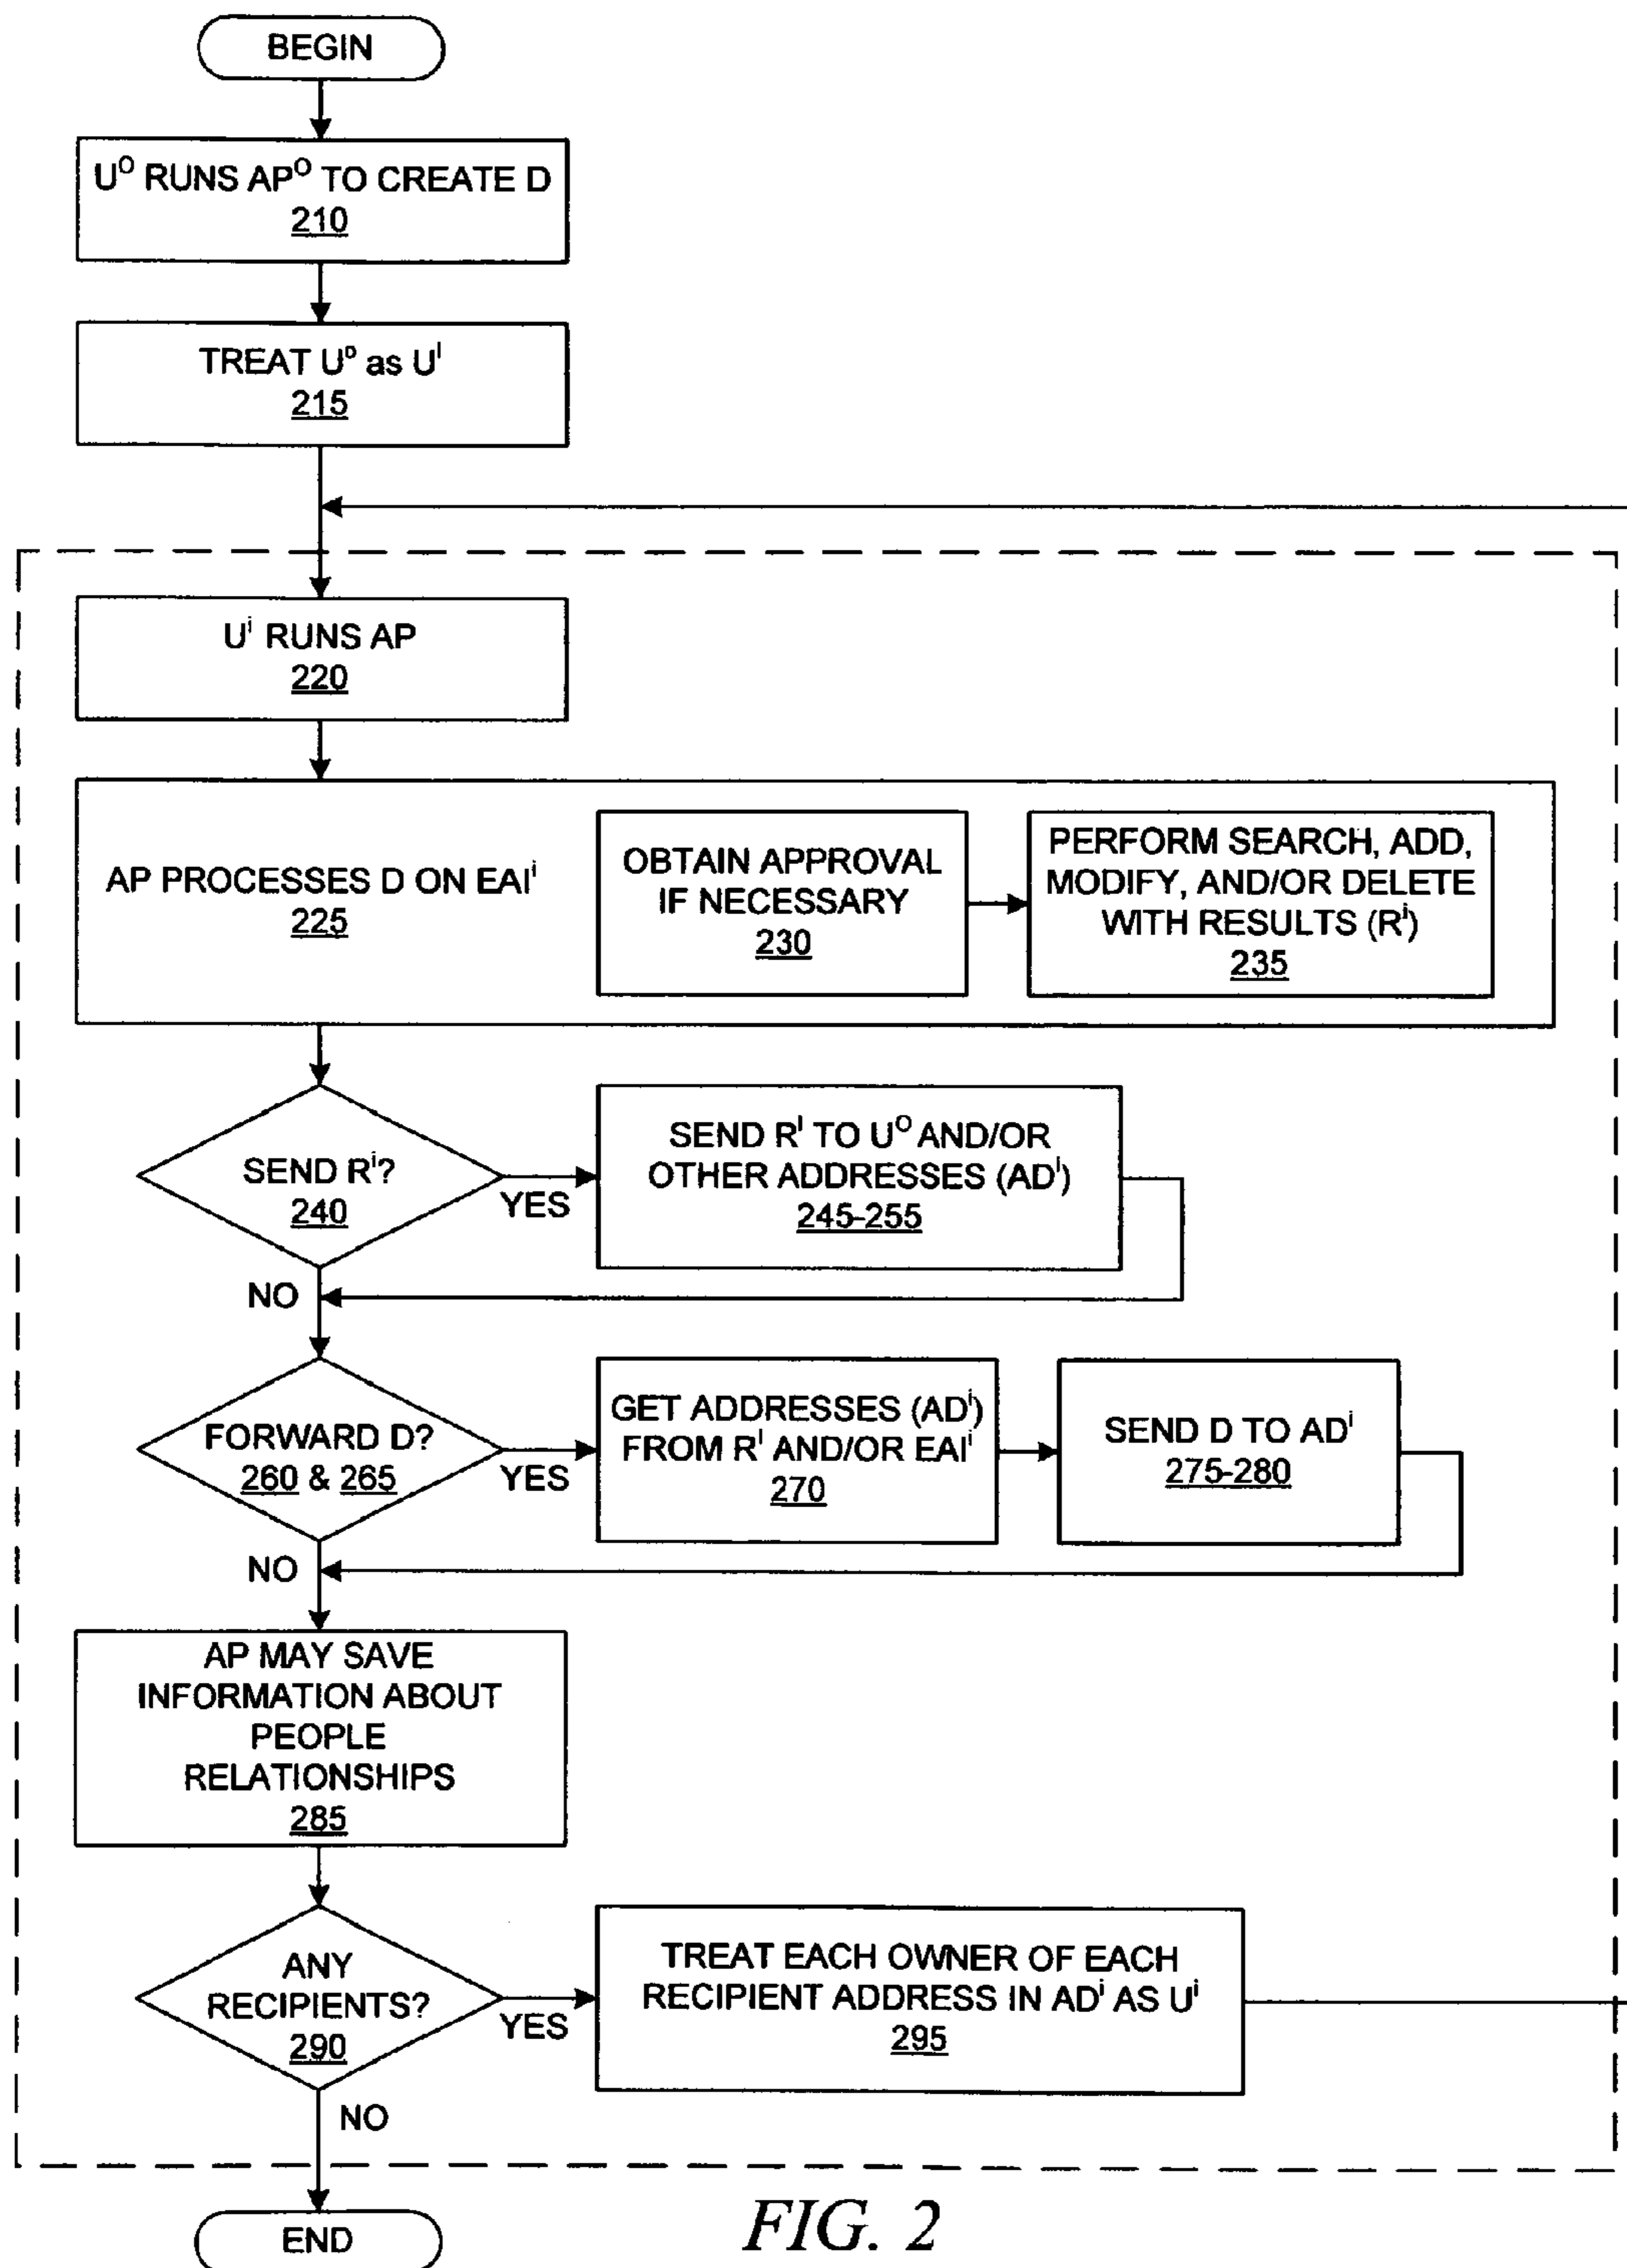 BEGIN
U^O RUNS AP^O TO CREATE D
210
TREAT U^o as U^i
215
U^i RUNS AP
220
AP PROCESSES D ON EAI^i
225
OBTAIN APPROVAL
IF NECESSARY
230
PERFORM SEARCH, ADD,
MODIFY, AND/OR DELETE
WITH RESULTS (R^i)
235
SEND R^i?
240
YES
SEND R^i TO U^O AND/OR
OTHER ADDRESSES (AD^i)
245-255
NO
FORWARD D?
260 & 265
YES
GET ADDRESSES (AD^i)
FROM R^i AND/OR EAI^i
270
SEND D TO AD^i
275-280
NO
AP MAY SAVE
INFORMATION ABOUT
PEOPLE
RELATIONSHIPS
285
ANY
RECIPIENTS?
290
YES
TREAT EACH OWNER OF EACH
RECIPIENT ADDRESS IN AD^i AS U^i
295
NO
END
FIG. 2